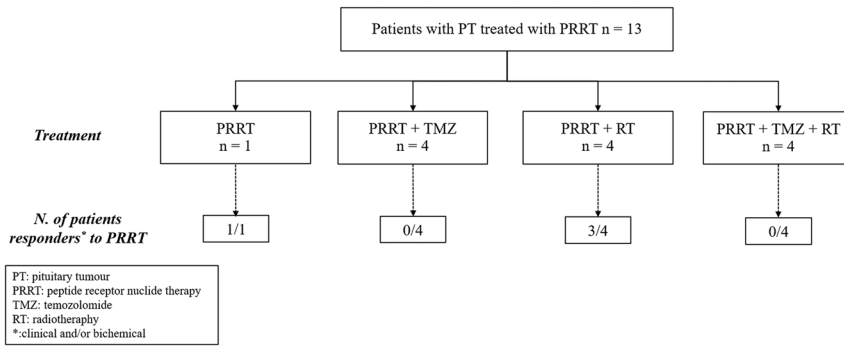 Patients with PT treated with PRRT n = 13
Treatment
PRRT
n = 1
PRRT + TMZ
n = 4
PRRT + RT
n = 4
PRRT + TMZ + RT
n = 4
N. of patients
responders* to PRRT
1/1
0/4
3/4
0/4
PT: pituitary tumour
PRRT: peptide receptor nuclide therapy
TMZ: temozolomide
RT: radiotheraphy
*:clinical and/or bichemical